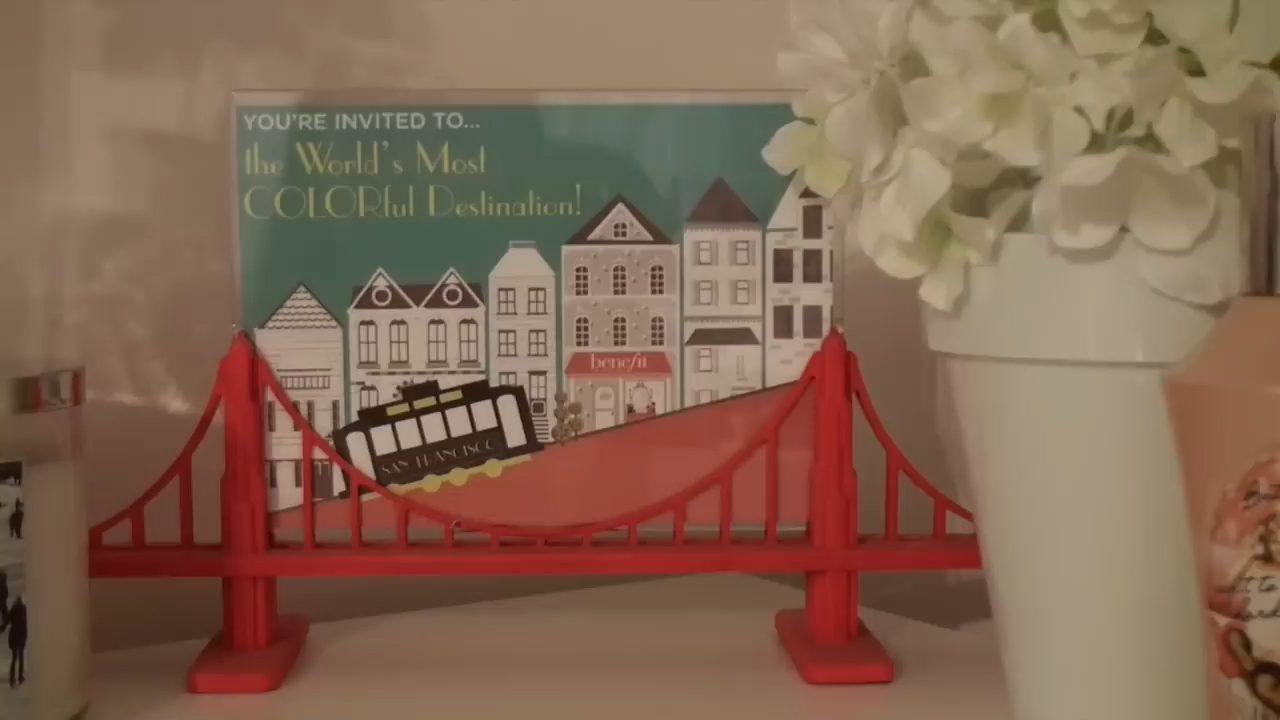 YOU'RE INVITED TO...
the World's Most
COLORful Destination!
benefit
SAN FRANCISCO